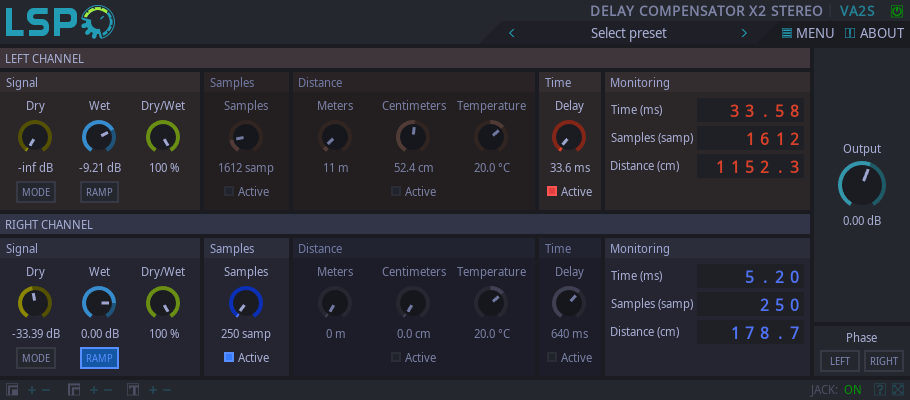 LSP
DELAY COMPENSATOR X2 STEREO VA2S
Select preset
MENU ABOUT
LEFT CHANNEL
Signal Samples Distance Time Monitoring
Dry Wet Dry/Wet Samples Meters Centimeters Temperature Delay
-inf dB -9.21 dB 100 % 1612 samp 11 m 52.4 cm 20.0 °C 33.6 ms
MODE RAMP Active Active Active
Time (ms) 33.58
Samples (samp) 1612
Distance (cm) 1152.3
Output
0.00 dB
RIGHT CHANNEL
Signal Samples Distance Time Monitoring
Dry Wet Dry/Wet Samples Meters Centimeters Temperature Delay
-33.39 dB 0.00 dB 100 % 250 samp 0 m 0.0 cm 20.0 °C 640 ms
MODE RAMP Active Active Active
Time (ms) 5.20
Samples (samp) 250
Distance (cm) 178.7
Phase
LEFT RIGHT
JACK: ON